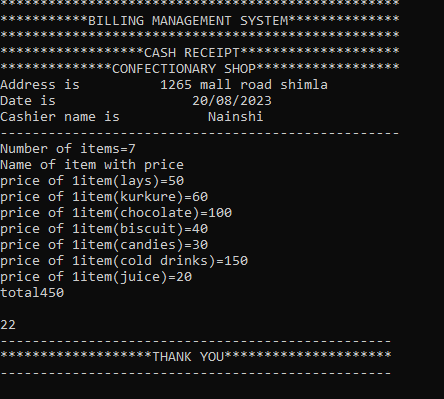 **************************************************
***********BILLING MANAGEMENT SYSTEM**************
**************************************************
******************CASH RECEIPT********************
**************CONFECTIONARY SHOP******************
Address is          1265 mall road shimla
Date is                 20/08/2023
Cashier name is           Nainshi
--------------------------------------------------
Number of items=7
Name of item with price
price of 1item(lays)=50
price of 1item(kurkure)=60
price of 1item(chocolate)=100
price of 1item(biscuit)=40
price of 1item(candies)=30
price of 1item(cold drinks)=150
price of 1item(juice)=20
total450
22
-------------------------------------------------
*******************THANK YOU*********************
-------------------------------------------------